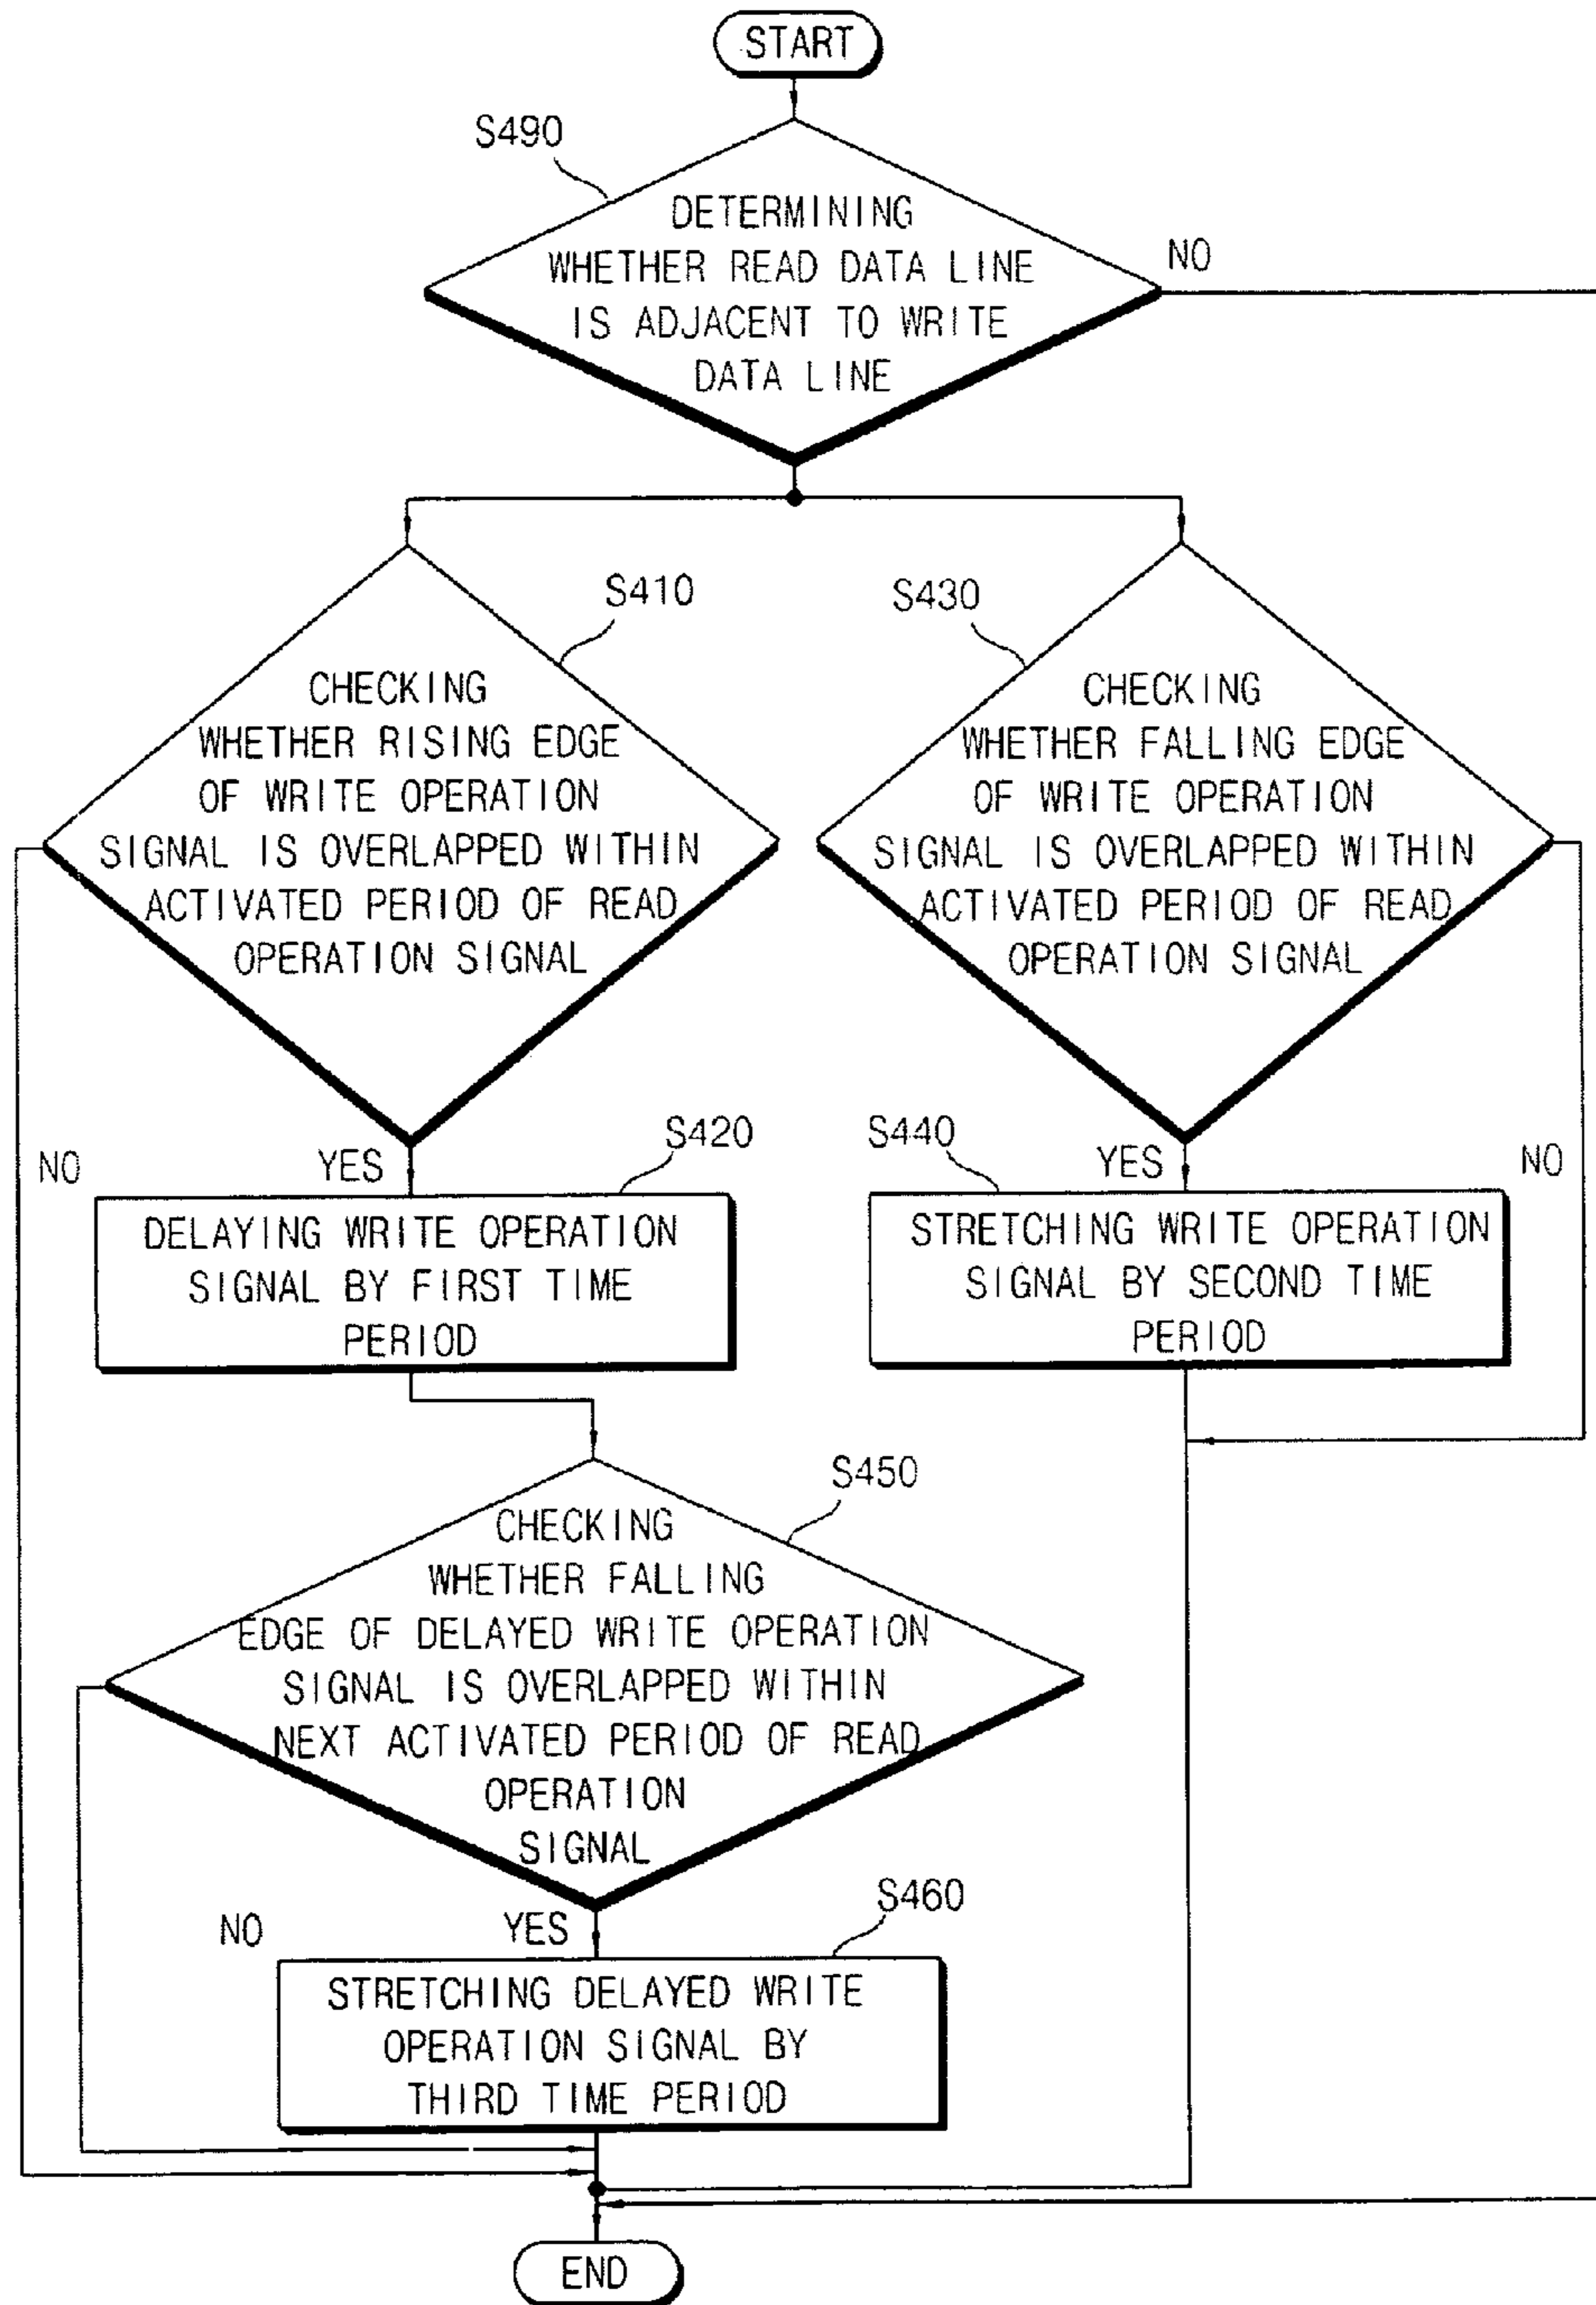 START
S490
DETERMINING
WHETHER READ DATA LINE
IS ADJACENT TO WRITE
DATA LINE
NO
S410
CHECKING
WHETHER RISING EDGE
OF WRITE OPERATION
SIGNAL IS OVERLAPPED WITHIN
ACTIVATED PERIOD OF READ
OPERATION SIGNAL
S430
CHECKING
WHETHER FALLING EDGE
OF WRITE OPERATION
SIGNAL IS OVERLAPPED WITHIN
ACTIVATED PERIOD OF READ
OPERATION SIGNAL
NO
YES
S420
DELAYING WRITE OPERATION
SIGNAL BY FIRST TIME
PERIOD
S440
YES
NO
STRETCHING WRITE OPERATION
SIGNAL BY SECOND TIME
PERIOD
S450
CHECKING
WHETHER FALLING
EDGE OF DELAYED WRITE OPERATION
SIGNAL IS OVERLAPPED WITHIN
NEXT ACTIVATED PERIOD OF READ
OPERATION
SIGNAL
NO
YES
S460
STRETCHING DELAYED WRITE
OPERATION SIGNAL BY
THIRD TIME PERIOD
END